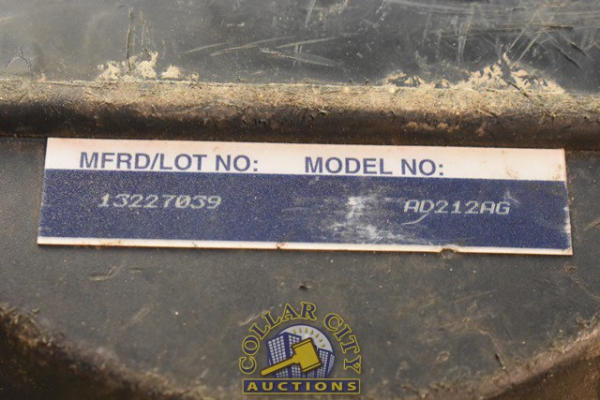 MFRD/LOT NO: MODEL NO:
13227039 AD212AG
COLLAR CITY
AUCTIONS